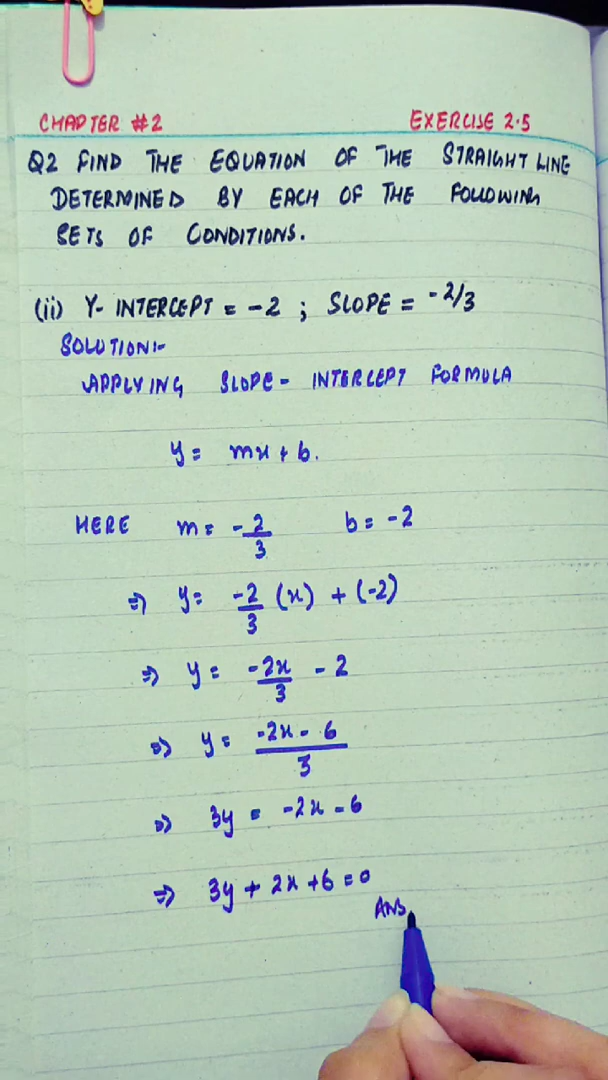 CHAPTER #2 EXERCISE 2.5
Q2 FIND THE EQUATION OF THE STRAIGHT LINE
DETERMINED BY EACH OF THE FOLLOWING
SETS OF CONDITIONS.
(ii) Y-INTERCEPT = -2 ; SLOPE = -2/3
SOLUTION:-
APPLYING SLOPE - INTERCEPT FORMULA
y = mx + b.
HERE m = -2/3 b = -2
⇒ y = -2/3 (x) + (-2)
⇒ y = -2x/3 - 2
⇒ y = -2x - 6/3
⇒ 3y = -2x - 6
⇒ 3y + 2x + 6 = 0
ANS